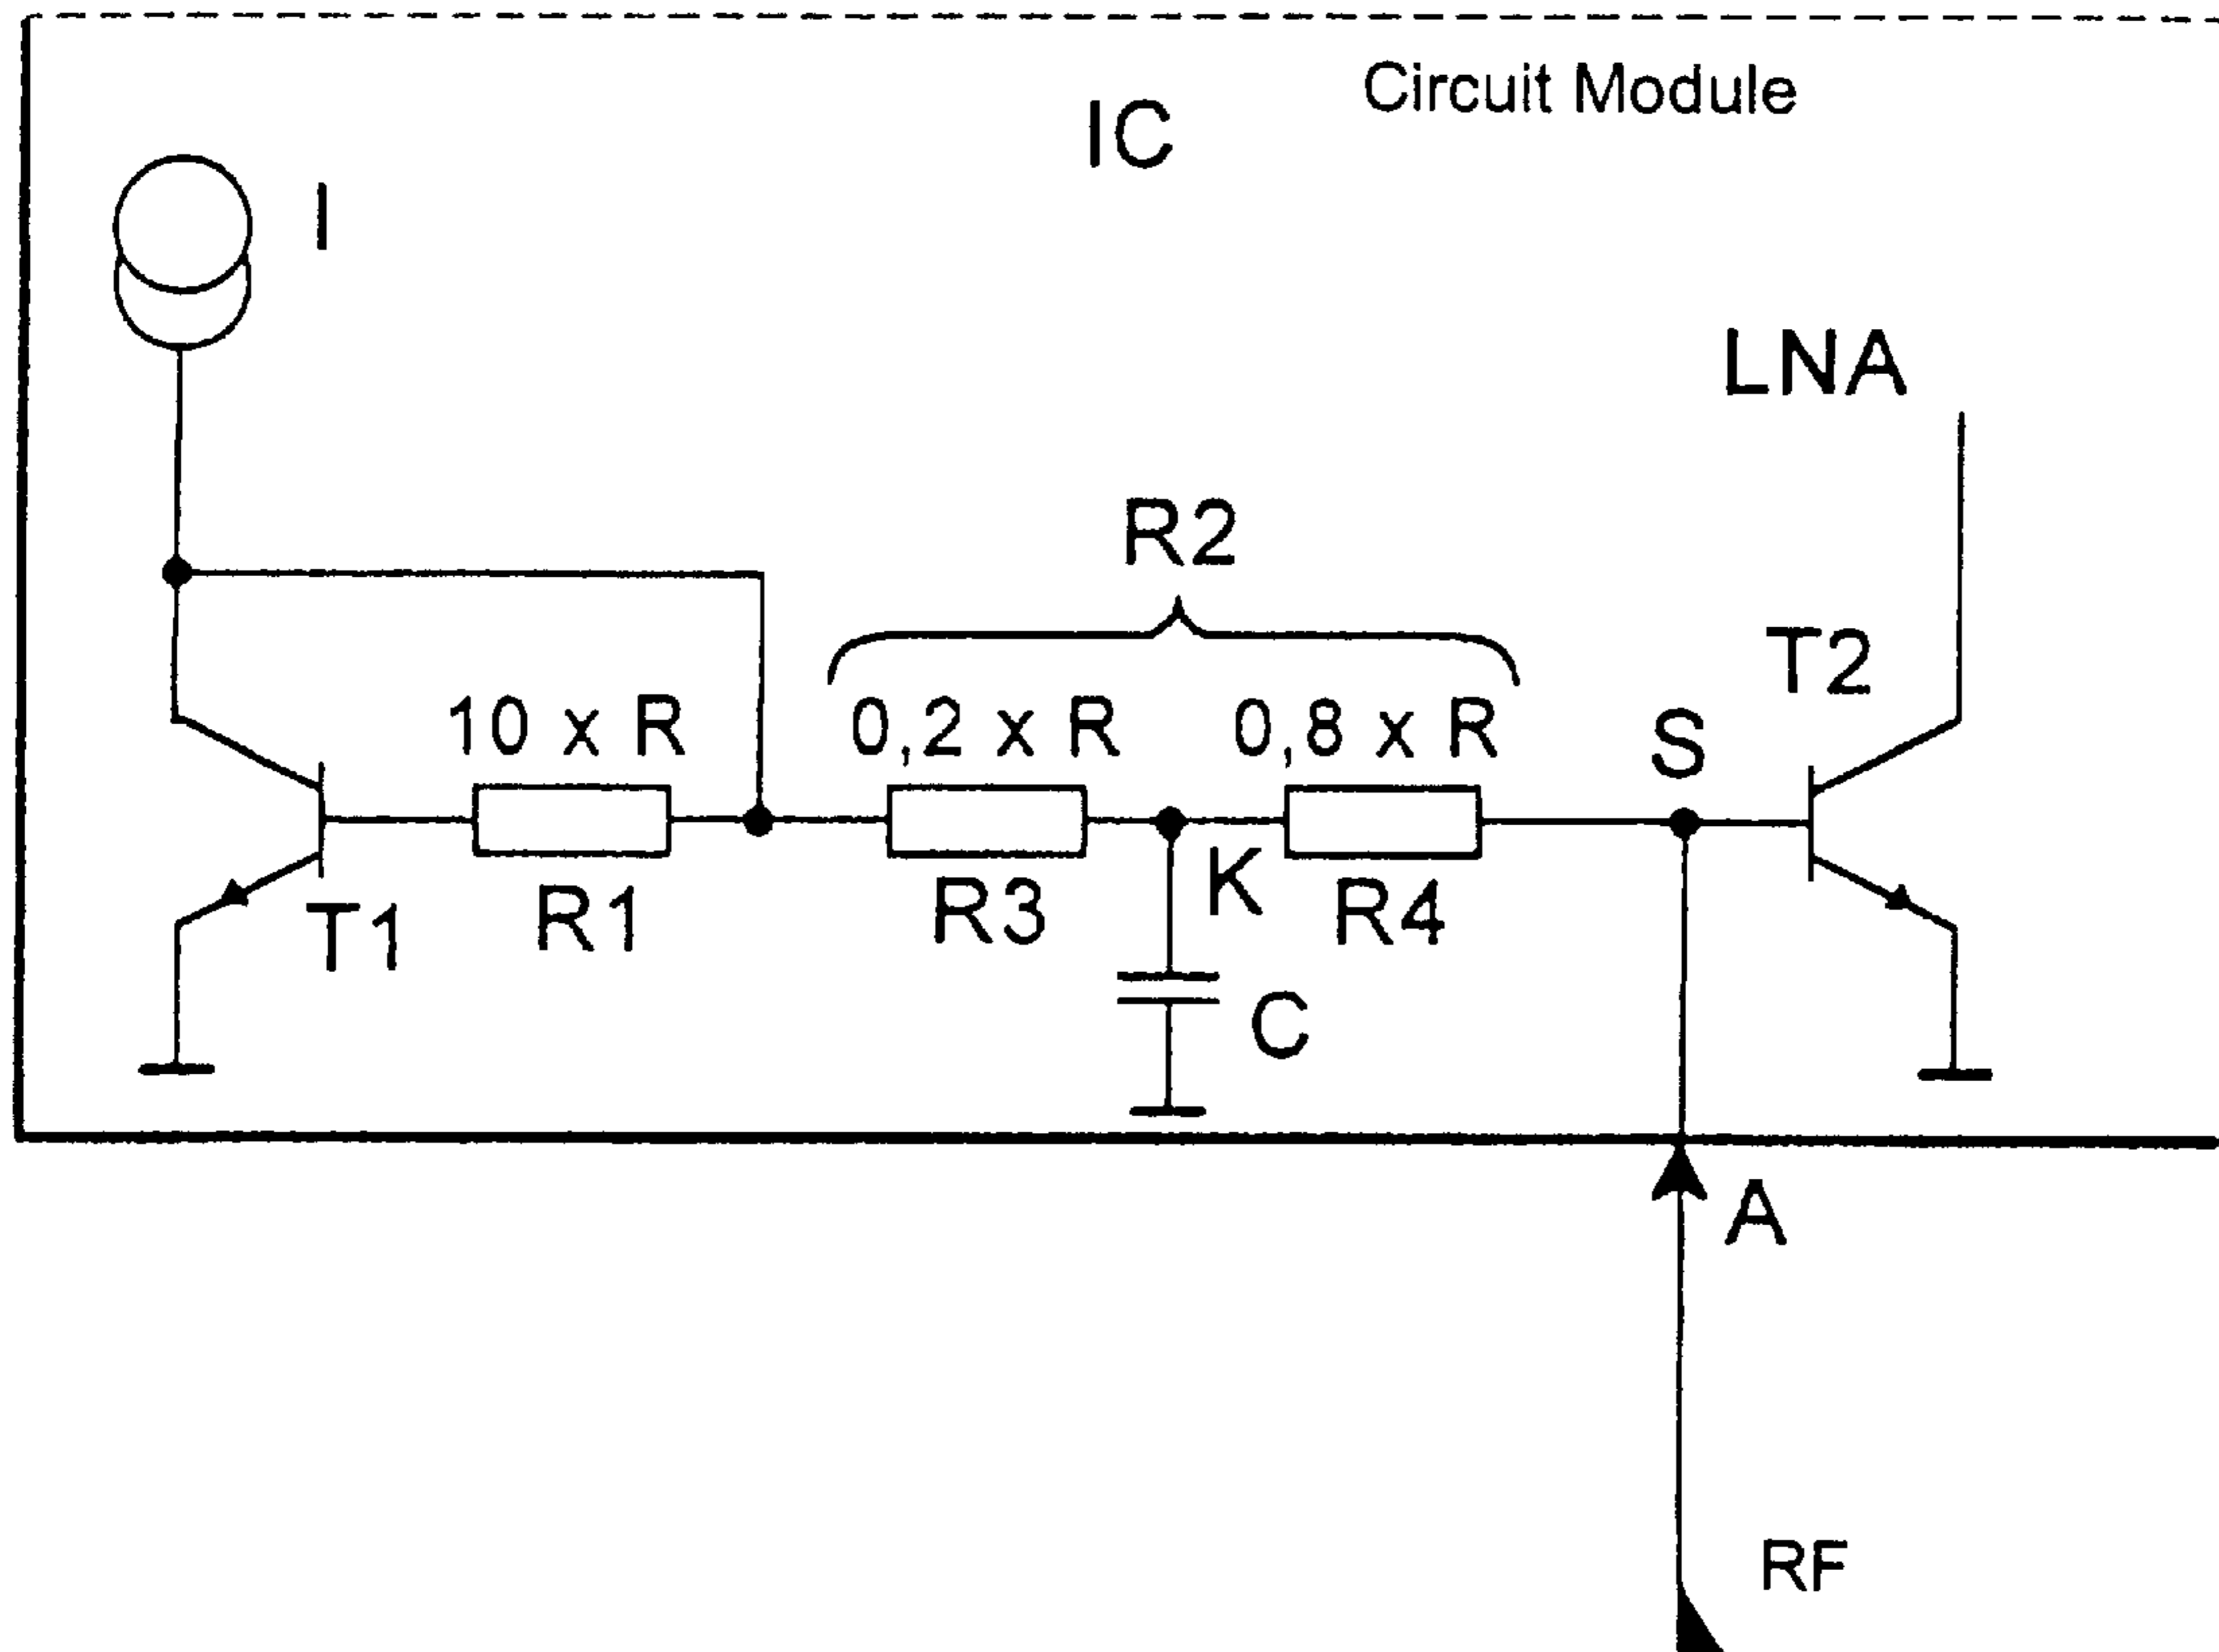 Circuit Module
IC
I
LNA
R2
T2
10 x R
0,2 x R
0,8 x R
S
T1
R1
R3
K
R4
C
A
RF